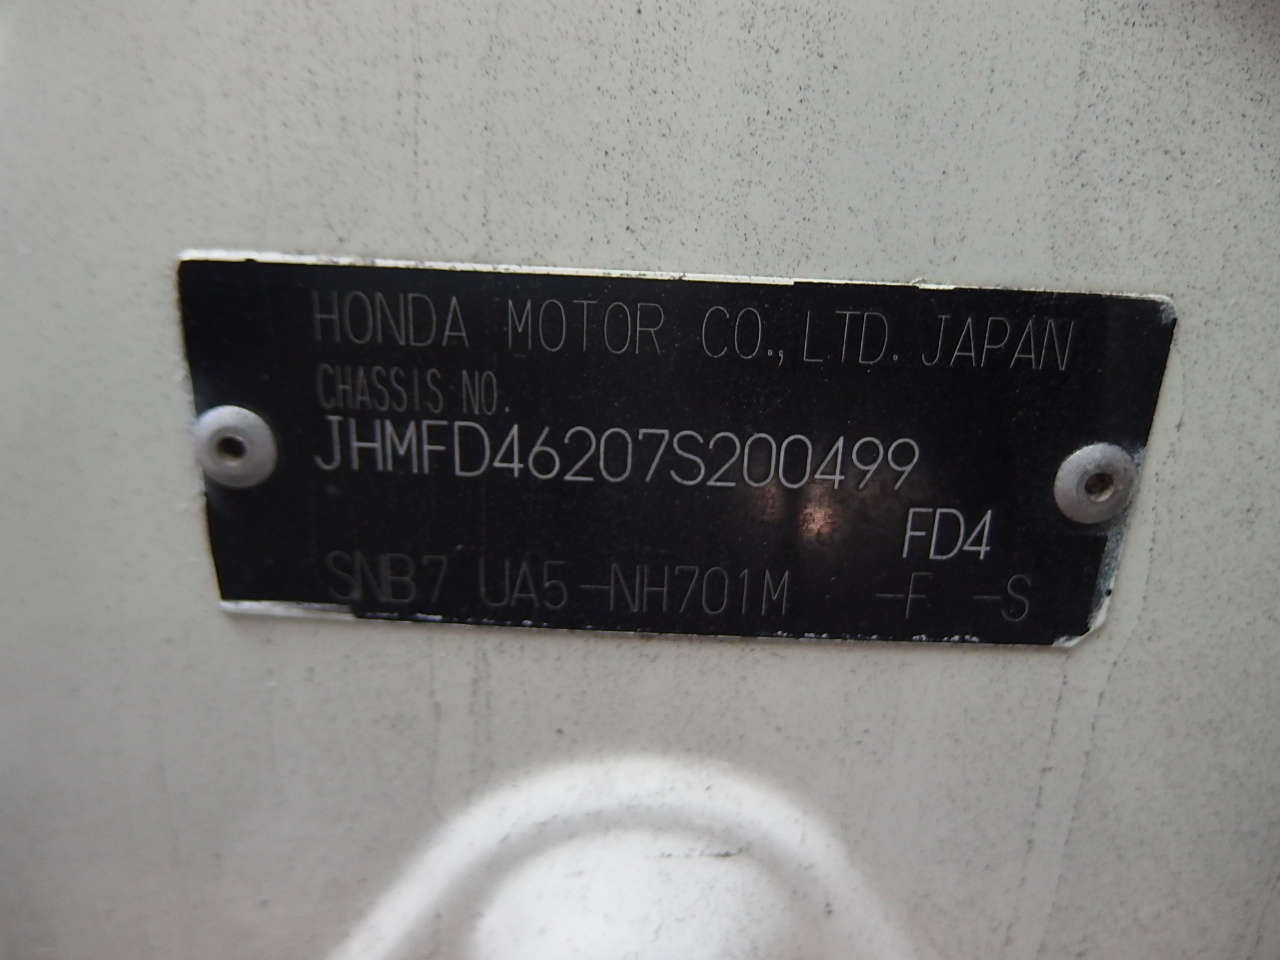 HONDA MOTOR CO., LTD. JAPAN
CHASSIS NO.
JHMFD46207S200499
FD4
SNB7 UA5-NH701M -F -S